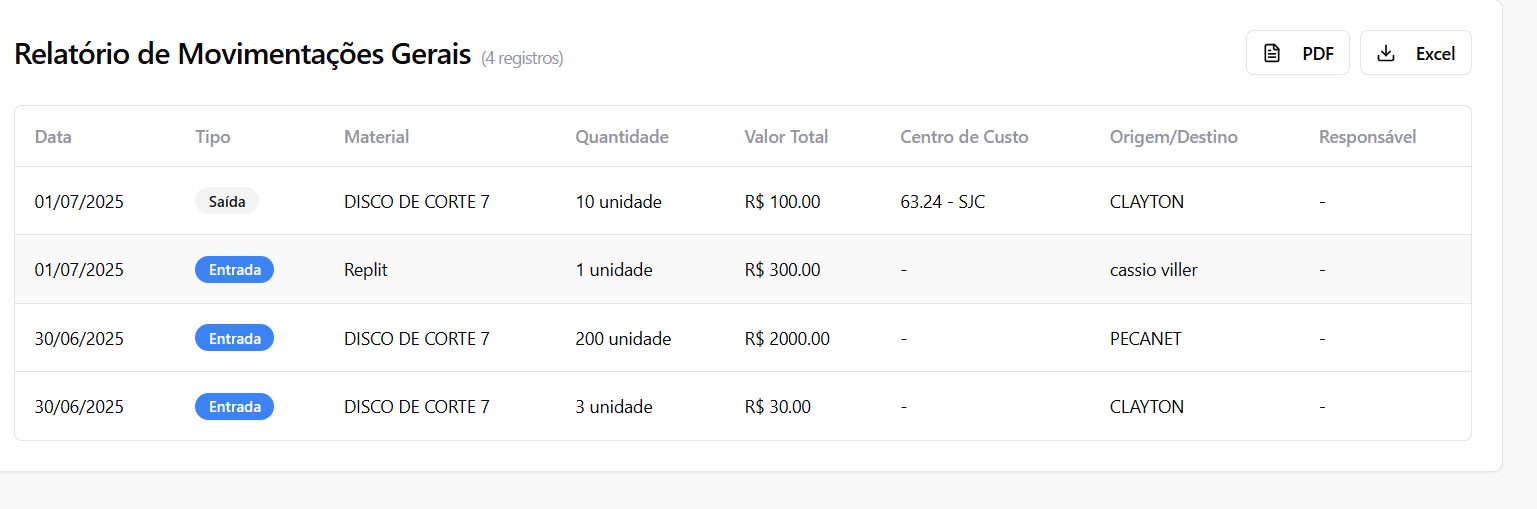 Relatório de Movimentações Gerais (4 registros) PDF Excel
Data Tipo Material Quantidade Valor Total Centro de Custo Origem/Destino Responsável
01/07/2025 Saída DISCO DE CORTE 7 10 unidade R$ 100.00 63.24 - SJC CLAYTON -
01/07/2025 Entrada Replit 1 unidade R$ 300.00 - cassio viller -
30/06/2025 Entrada DISCO DE CORTE 7 200 unidade R$ 2000.00 - PECANET -
30/06/2025 Entrada DISCO DE CORTE 7 3 unidade R$ 30.00 - CLAYTON -